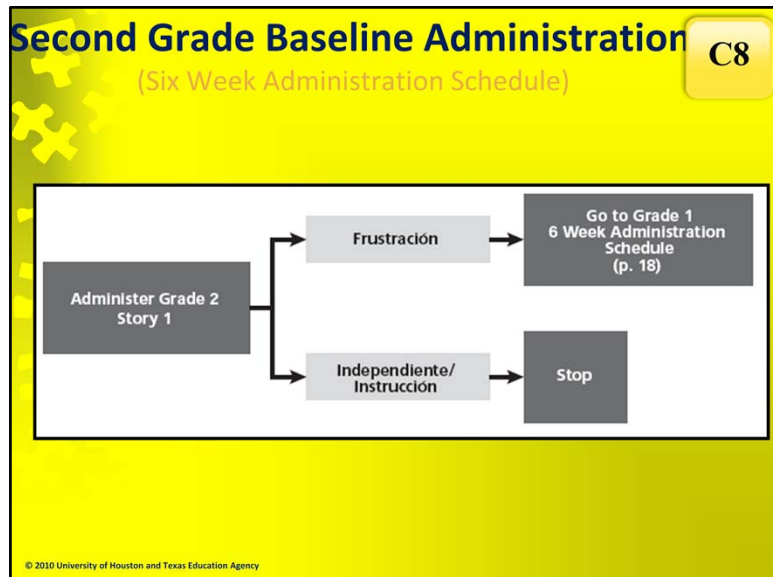 Second Grade Baseline Administration
C8
(Six Week Administration Schedule)
Administer Grade 2
Story 1
Frustración
Go to Grade 1
6 Week Administration
Schedule
(p. 18)
Independiente/
Instrucción
Stop
© 2010 University of Houston and Texas Education Agency